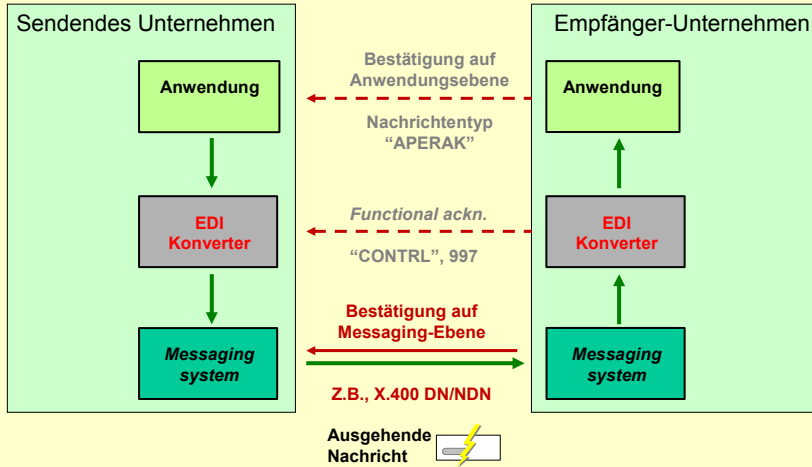 Sendendes Unternehmen
Empfänger-Unternehmen
Anwendung
Bestätigung auf
Anwendungsebene
Nachrichtentyp
“APERAK”
Anwendung
EDI
Konverter
Functional ackn.
“CONTRL”, 997
EDI
Konverter
Messaging
system
Bestätigung auf
Messaging-Ebene
Z.B., X.400 DN/NDN
Messaging
system
Ausgehende
Nachricht